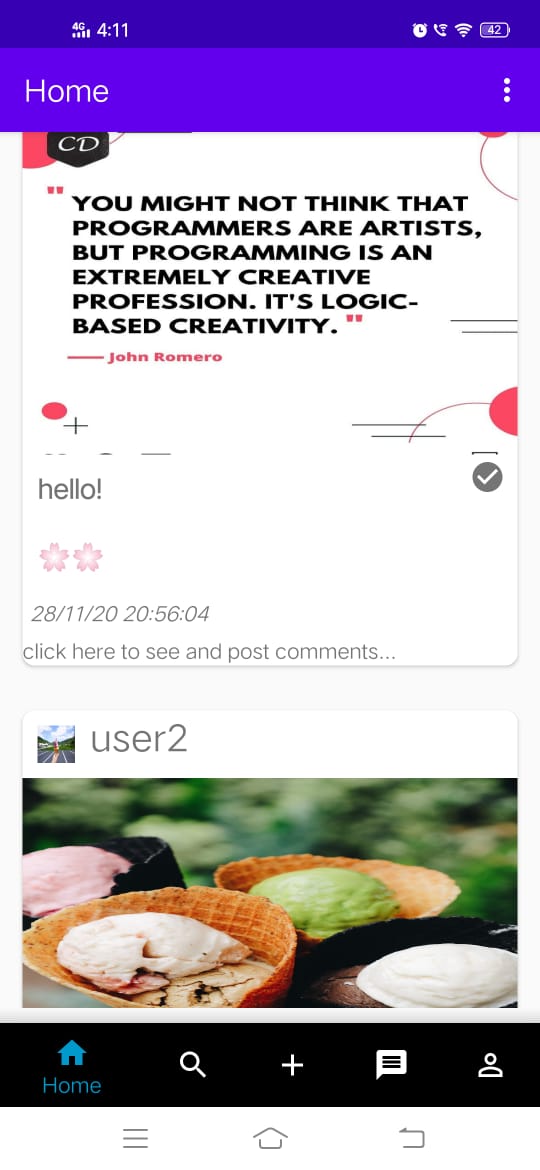 4G 4:11 42
Home
CD
" YOU MIGHT NOT THINK THAT
PROGRAMMERS ARE ARTISTS,
BUT PROGRAMMING IS AN
EXTREMELY CREATIVE
PROFESSION. IT'S LOGIC-
BASED CREATIVITY. "
John Romero
hello!
🌸🌸
28/11/20 20:56:04
click here to see and post comments...
user2
Home